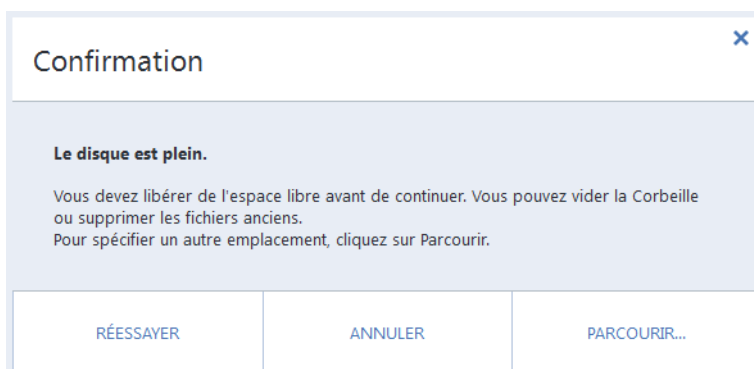 Confirmation
Le disque est plein.
Vous devez libérer de l'espace libre avant de continuer. Vous pouvez vider la Corbeille
ou supprimer les fichiers anciens.
Pour spécifier un autre emplacement, cliquez sur Parcourir.
RÉESSAYER
ANNULER
PARCOURIR...